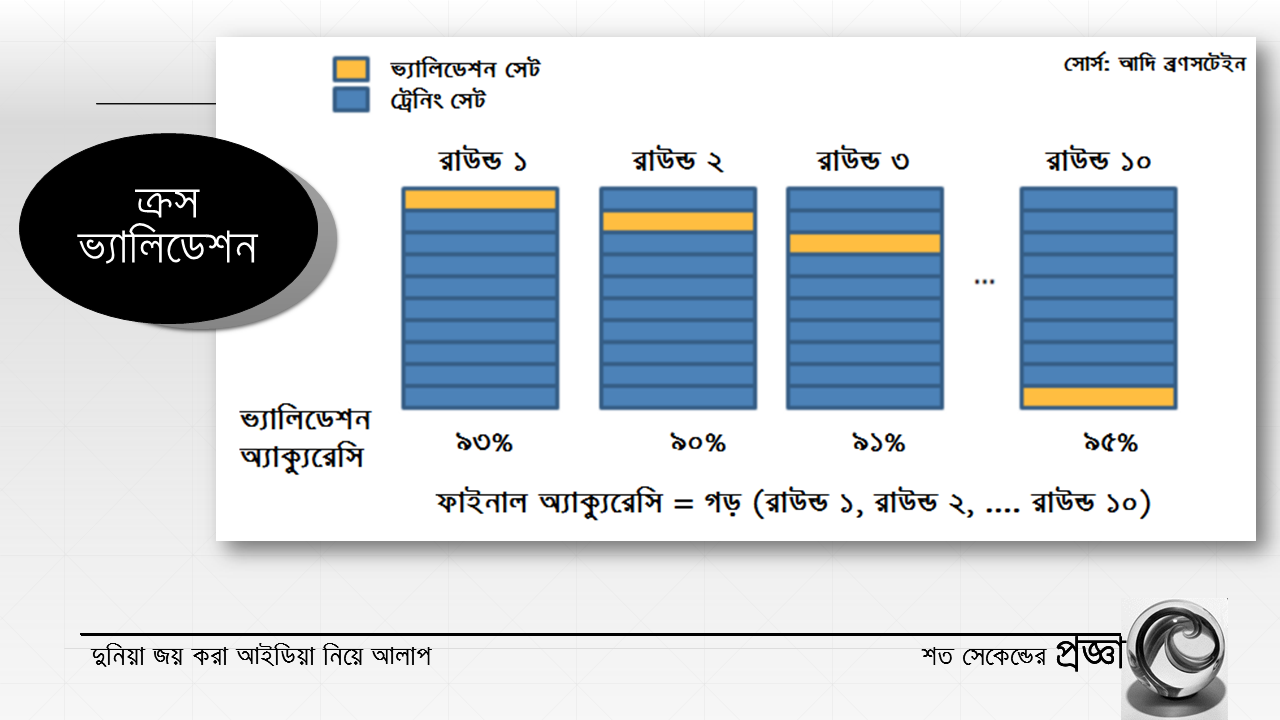 ভ্যালিডেশন সেট
ট্রেনিং সেট
সোর্স: আদি ব্রণসটেইন
ক্রস
ভ্যালিডেশন
রাউন্ড ১ রাউন্ড ২ রাউন্ড ৩ রাউন্ড ১০
...
ভ্যালিডেশন
অ্যাকুরেসি
৯৩% ৯০% ৯১% ৯৫%
ফাইনাল অ্যাকুরেসি = গড় (রাউন্ড ১, রাউন্ড ২, .... রাউন্ড ১০)
দুনিয়া জয় করা আইডিয়া নিয়ে আলাপ
শত সেকেন্ডের প্রজ্ঞা